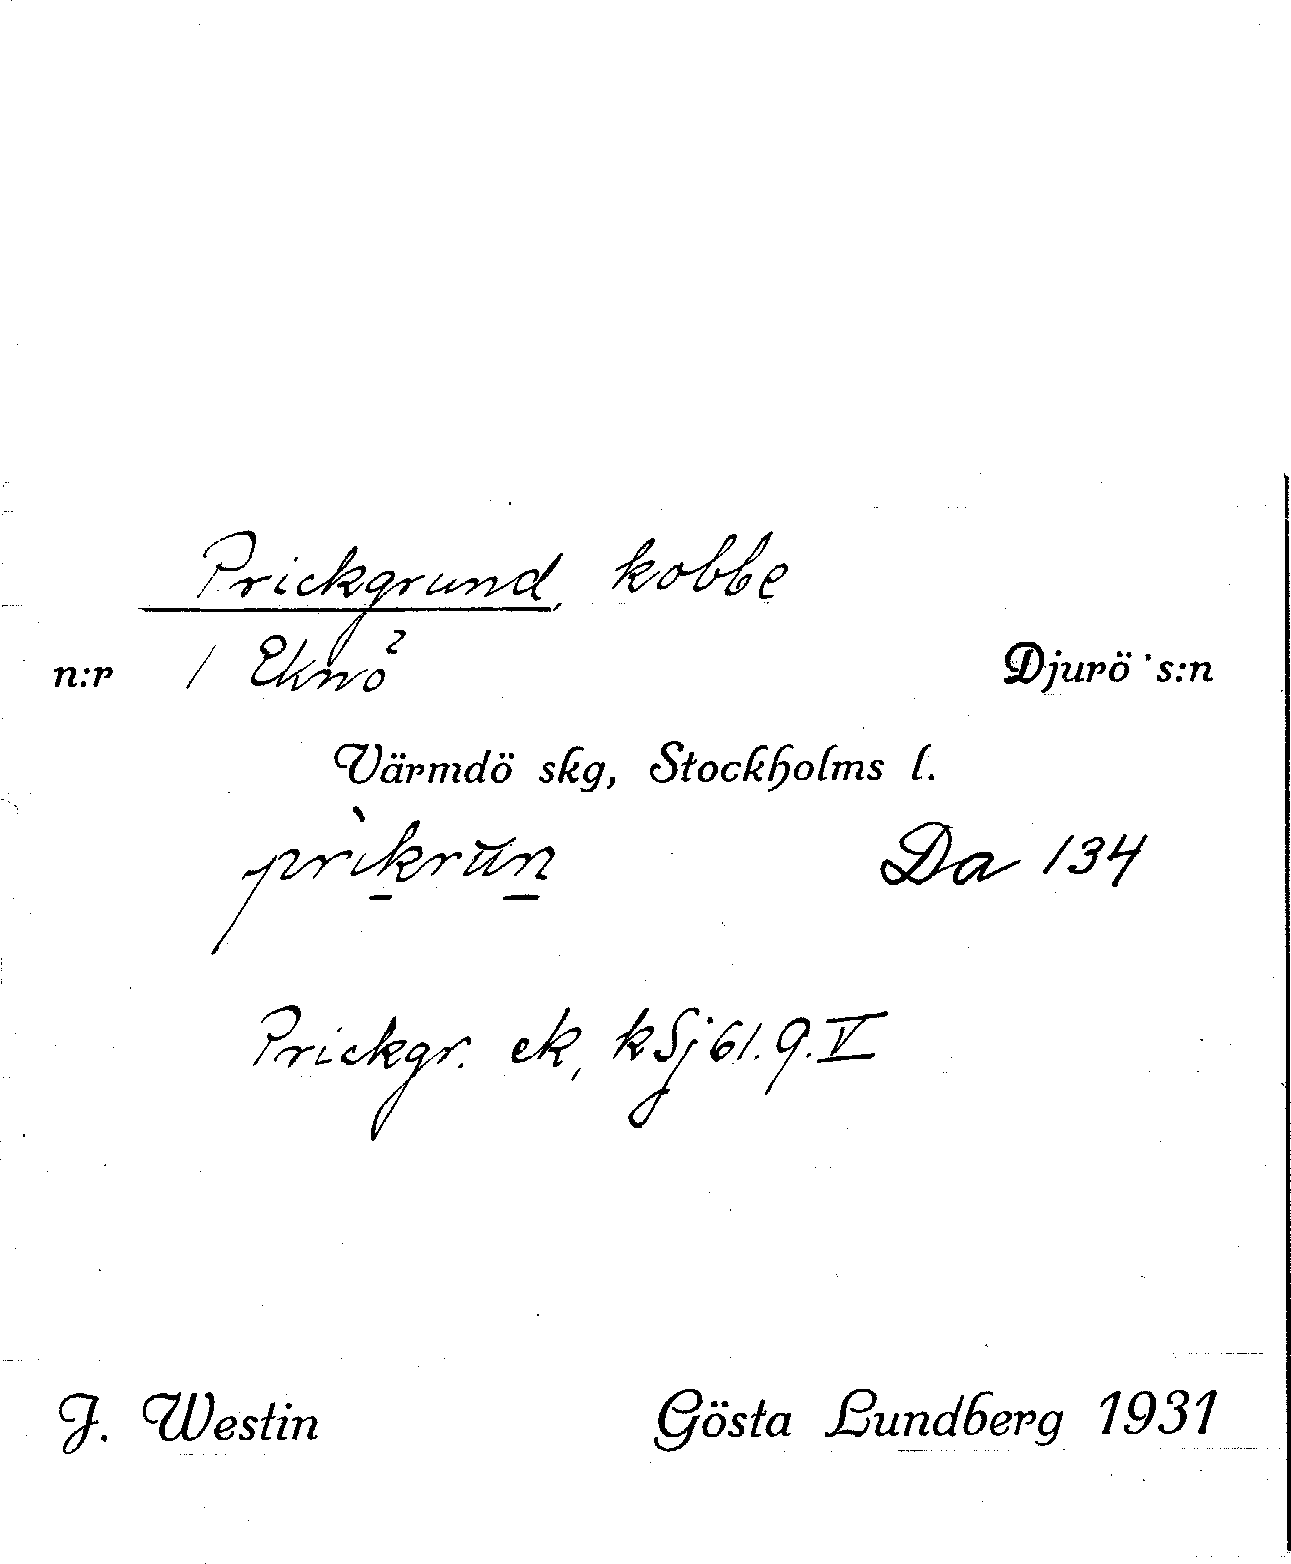 Prickgrund, kobbe
n:r 1 Eknö² Djurö s:n
Värmdö skg, Stockholms l.
prìkrun Da 134
Prickgr. ek, kSj 61.9.V
J. Westin Gösta Lundberg 1931